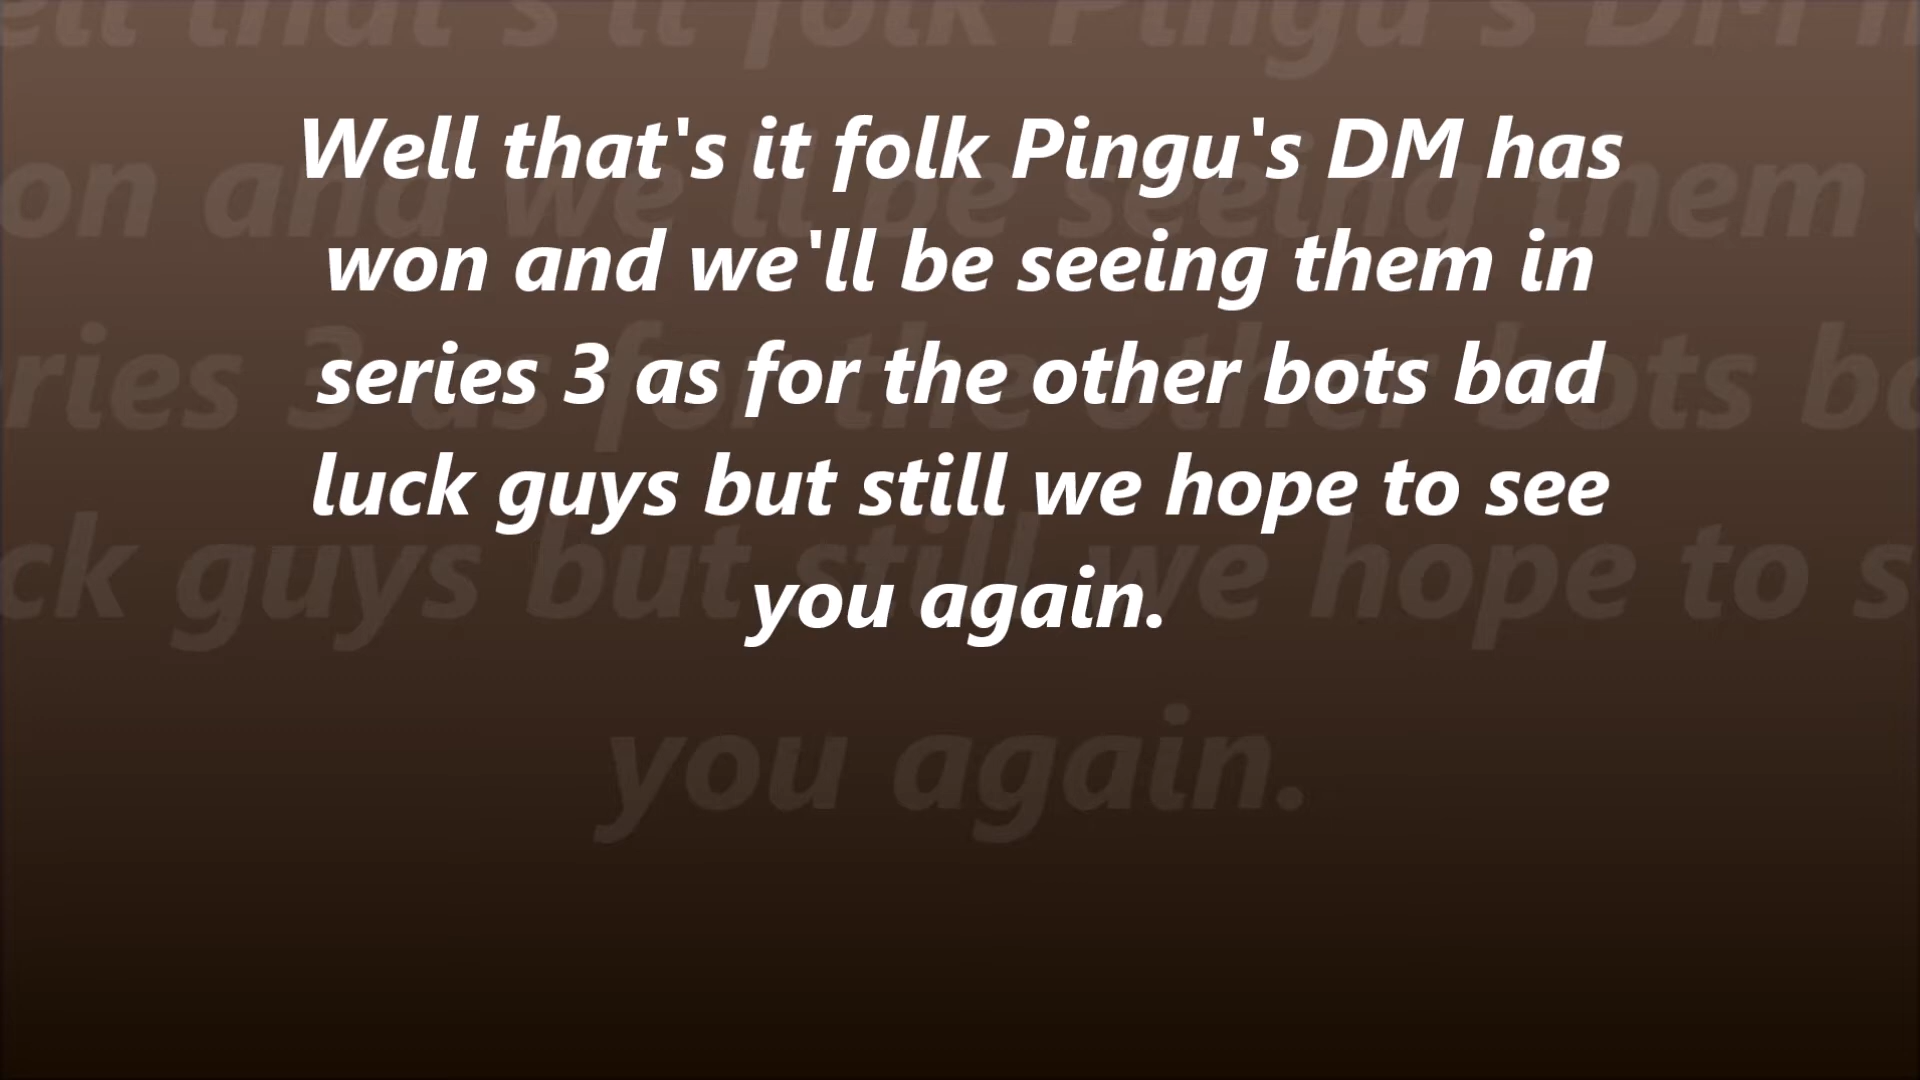 Well that's it folk Pingu's DM has
won and we'll be seeing them in
series 3 as for the other bots bad
luck guys but still we hope to see
you again.